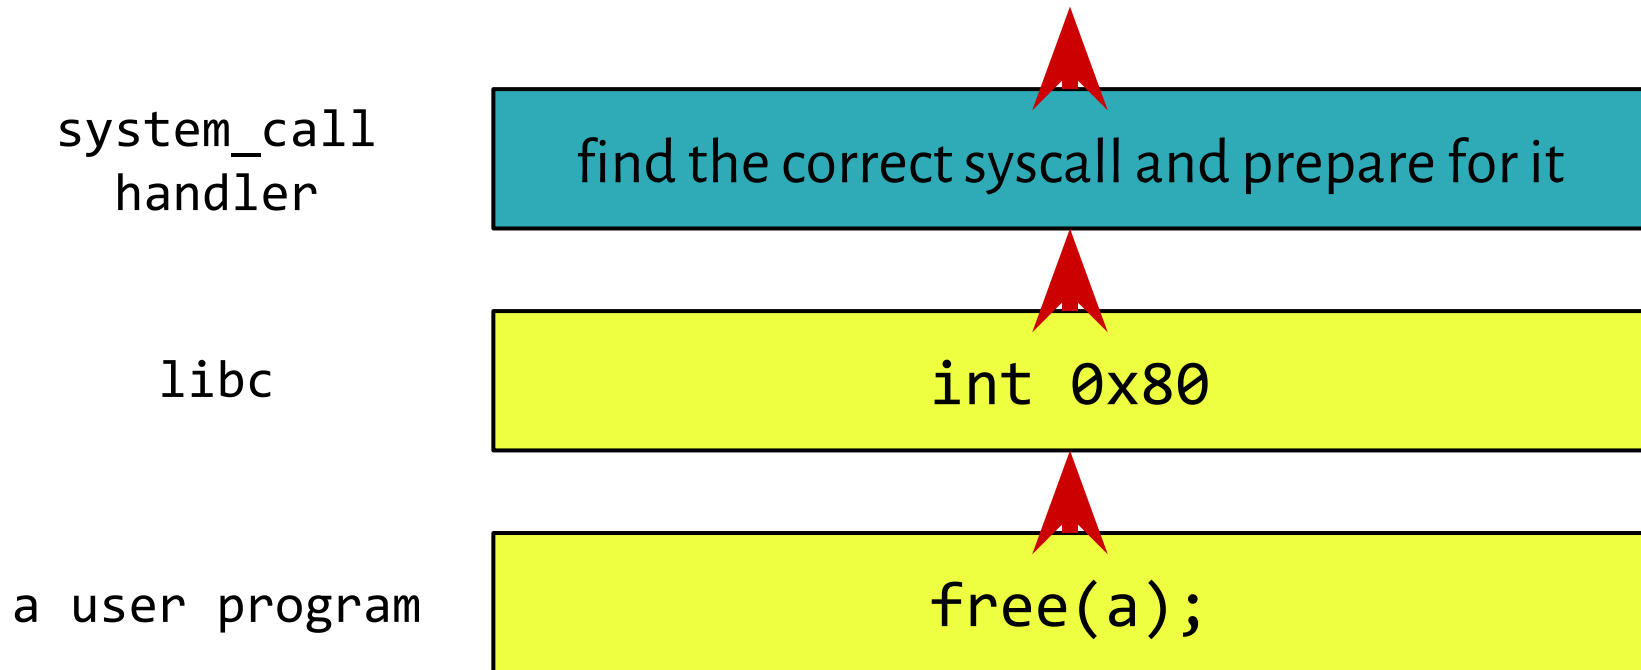 system_call
handler
find the correct syscall and prepare for it
libc
int 0x80
a user program
free(a);